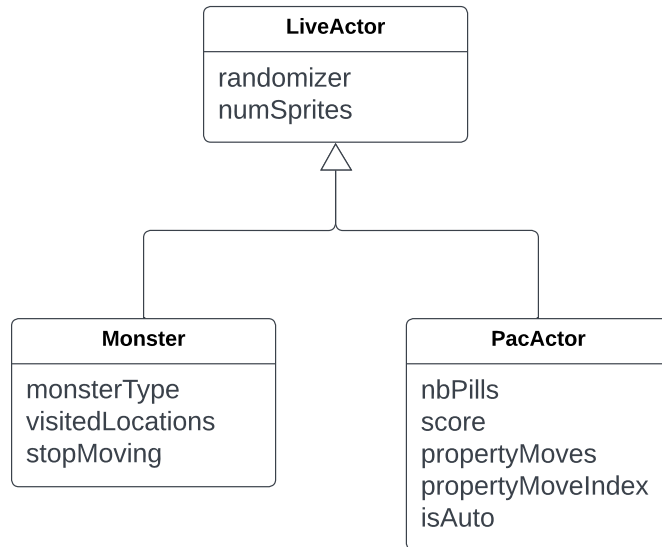 LiveActor
randomizer
numSprites
Monster
monsterType
visitedLocations
stopMoving
PacActor
nbPills
score
propertyMoves
propertyMoveIndex
isAuto